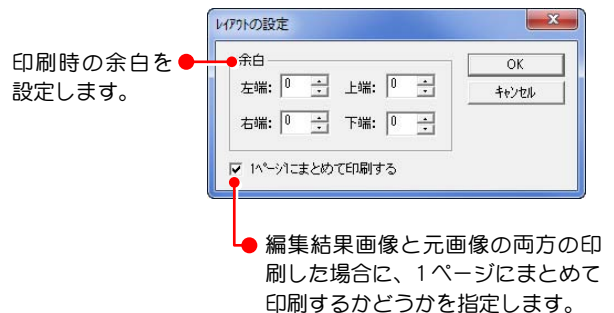 レイアウトの設定
印刷時の余白を
設定します。
余白
左端: 0 上端: 0
右端: 0 下端: 0
OK
キャンセル
1ページにまとめて印刷する
編集結果画像と元画像の両方の印
刷した場合に、1ページにまとめて
印刷するかどうかを指定します。